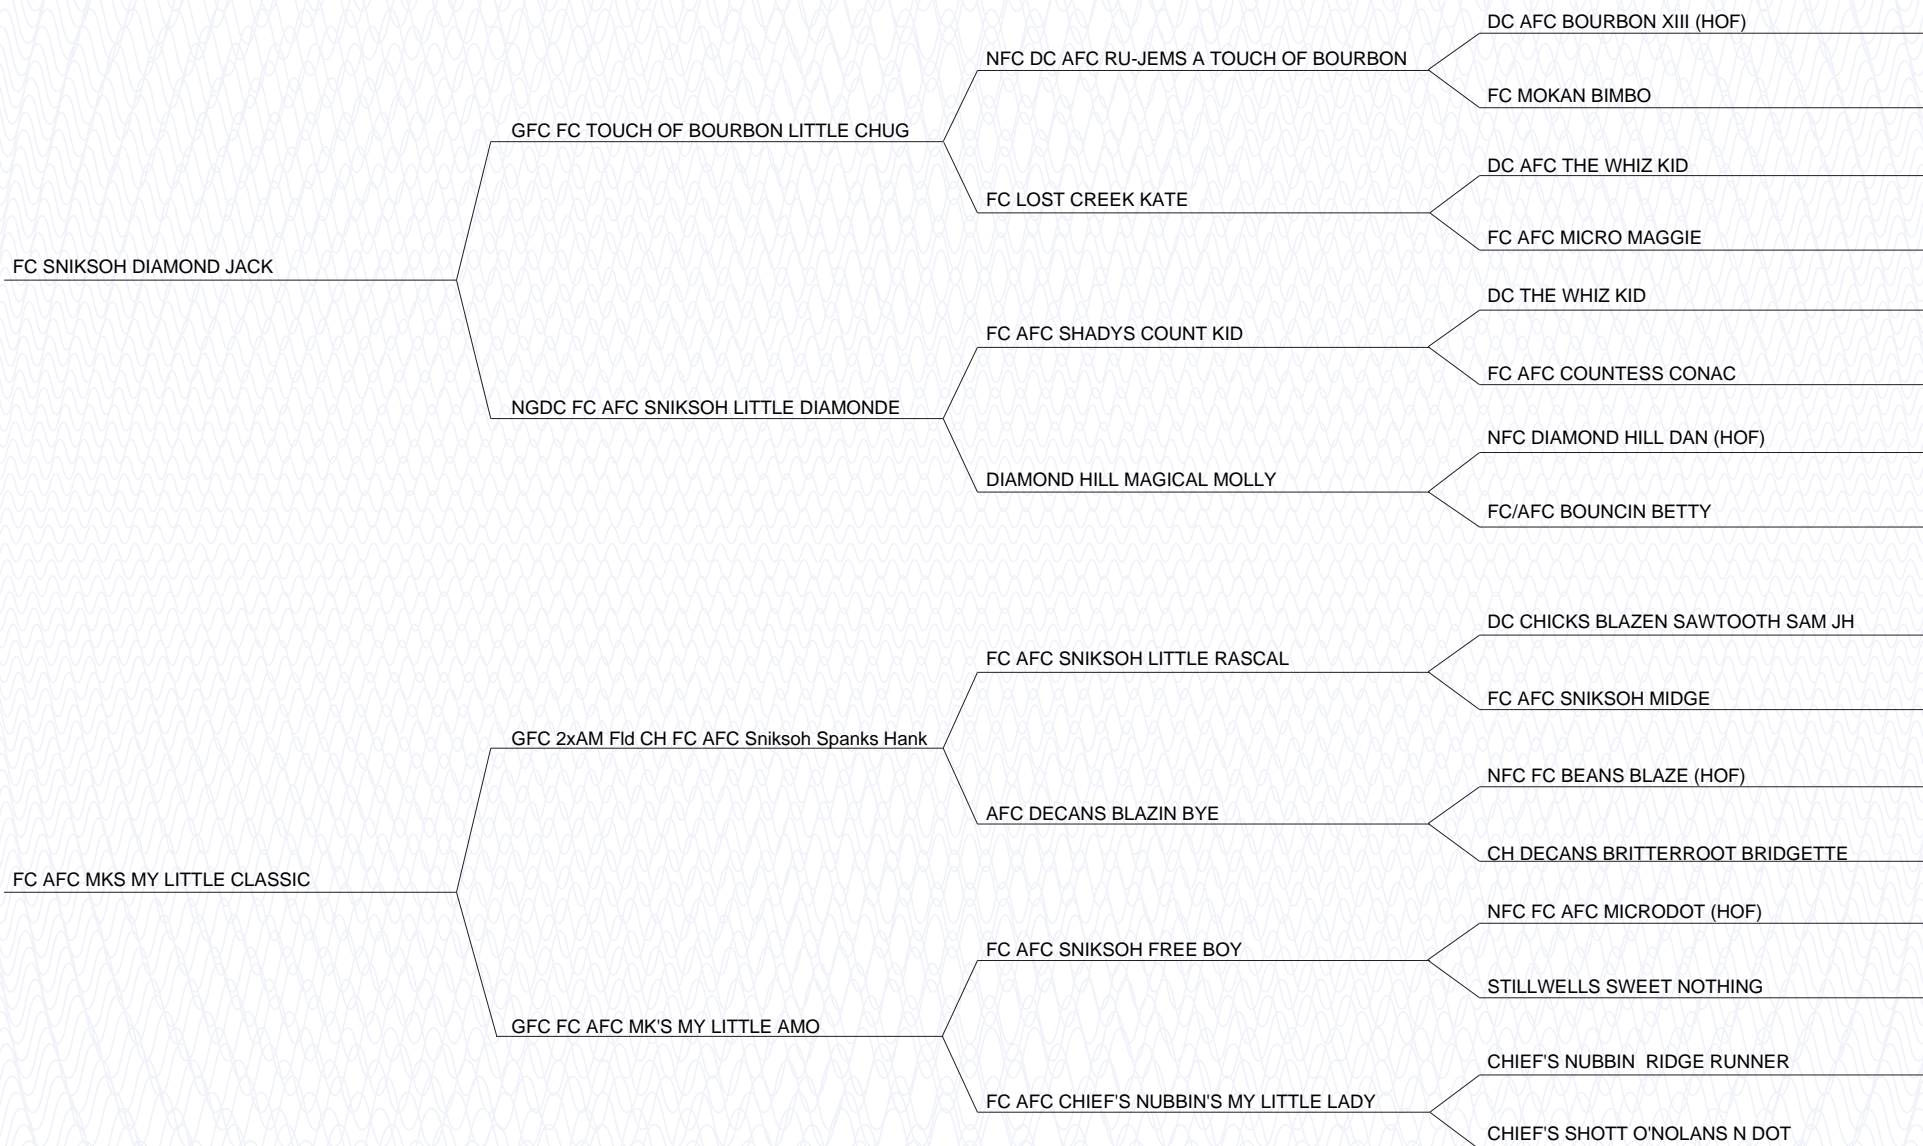 DC AFC BOURBON XIII (HOF)
NFC DC AFC RU-JEMS A TOUCH OF BOURBON
FC MOKAN BIMBO
GFC FC TOUCH OF BOURBON LITTLE CHUG
DC AFC THE WHIZ KID
FC LOST CREEK KATE
FC AFC MICRO MAGGIE
FC SNIKSOH DIAMOND JACK
DC THE WHIZ KID
FC AFC SHADYS COUNT KID
FC AFC COUNTESS CONAC
NGDC FC AFC SNIKSOH LITTLE DIAMONDE
NFC DIAMOND HILL DAN (HOF)
DIAMOND HILL MAGICAL MOLLY
FC/AFC BOUNCIN BETTY
DC CHICKS BLAZEN SAWTOOTH SAM JH
FC AFC SNIKSOH LITTLE RASCAL
FC AFC SNIKSOH MIDGE
GFC 2xAM Fld CH FC AFC Sniksoh Spanks Hank
NFC FC BEANS BLAZE (HOF)
AFC DECANS BLAZIN BYE
CH DECANS BRITTERROOT BRIDGETTE
FC AFC MKS MY LITTLE CLASSIC
NFC FC AFC MICRODOT (HOF)
FC AFC SNIKSOH FREE BOY
STILLWELLS SWEET NOTHING
GFC FC AFC MK'S MY LITTLE AMO
CHIEF'S NUBBIN  RIDGE RUNNER
FC AFC CHIEF'S NUBBIN'S MY LITTLE LADY
CHIEF'S SHOTT O'NOLANS N DOT